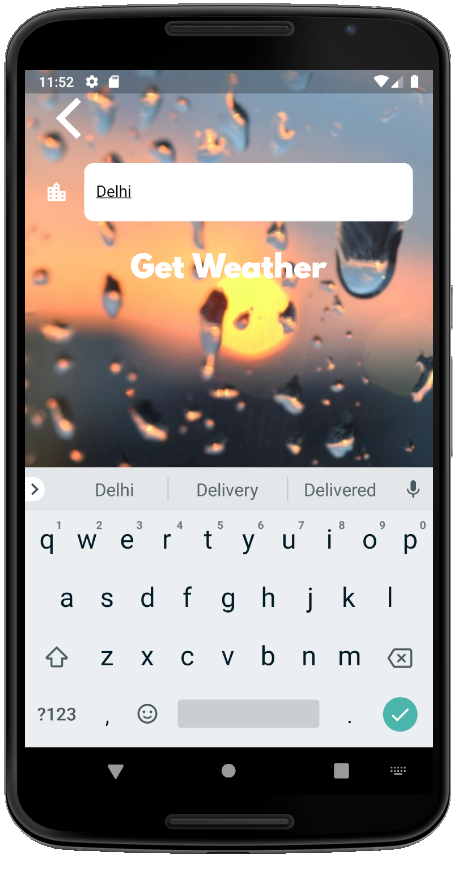 11:52
Delhi
Get Weather
Delhi Delivery Delivered
1 2 3 4 5 6 7 8 9 0
q w e r t y u i o p
a s d f g h j k l
z x c v b n m
?123 , .